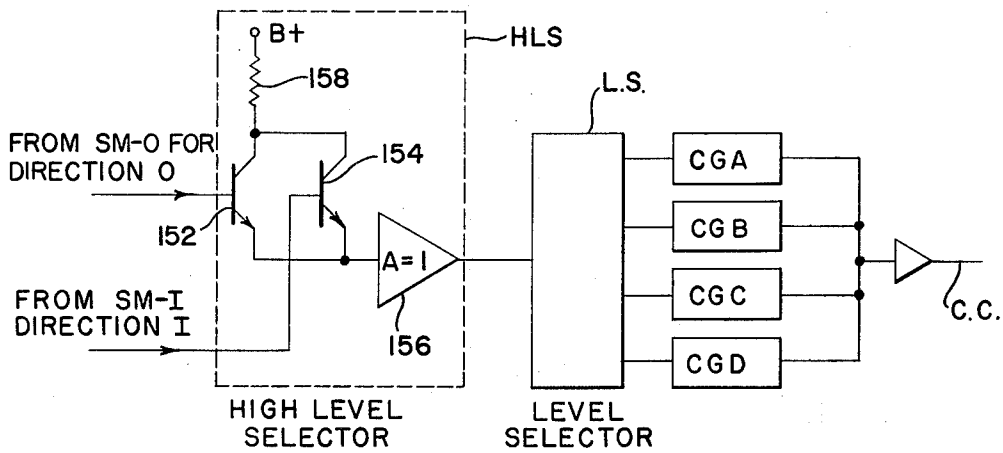 B+
HLS
158
L.S.
FROM SM-O FOR
DIRECTION O
154
152
A=1
156
FROM SM-I
DIRECTION I
CGA
CGB
CGC
CGD
C.C.
HIGH LEVEL
SELECTOR
LEVEL
SELECTOR